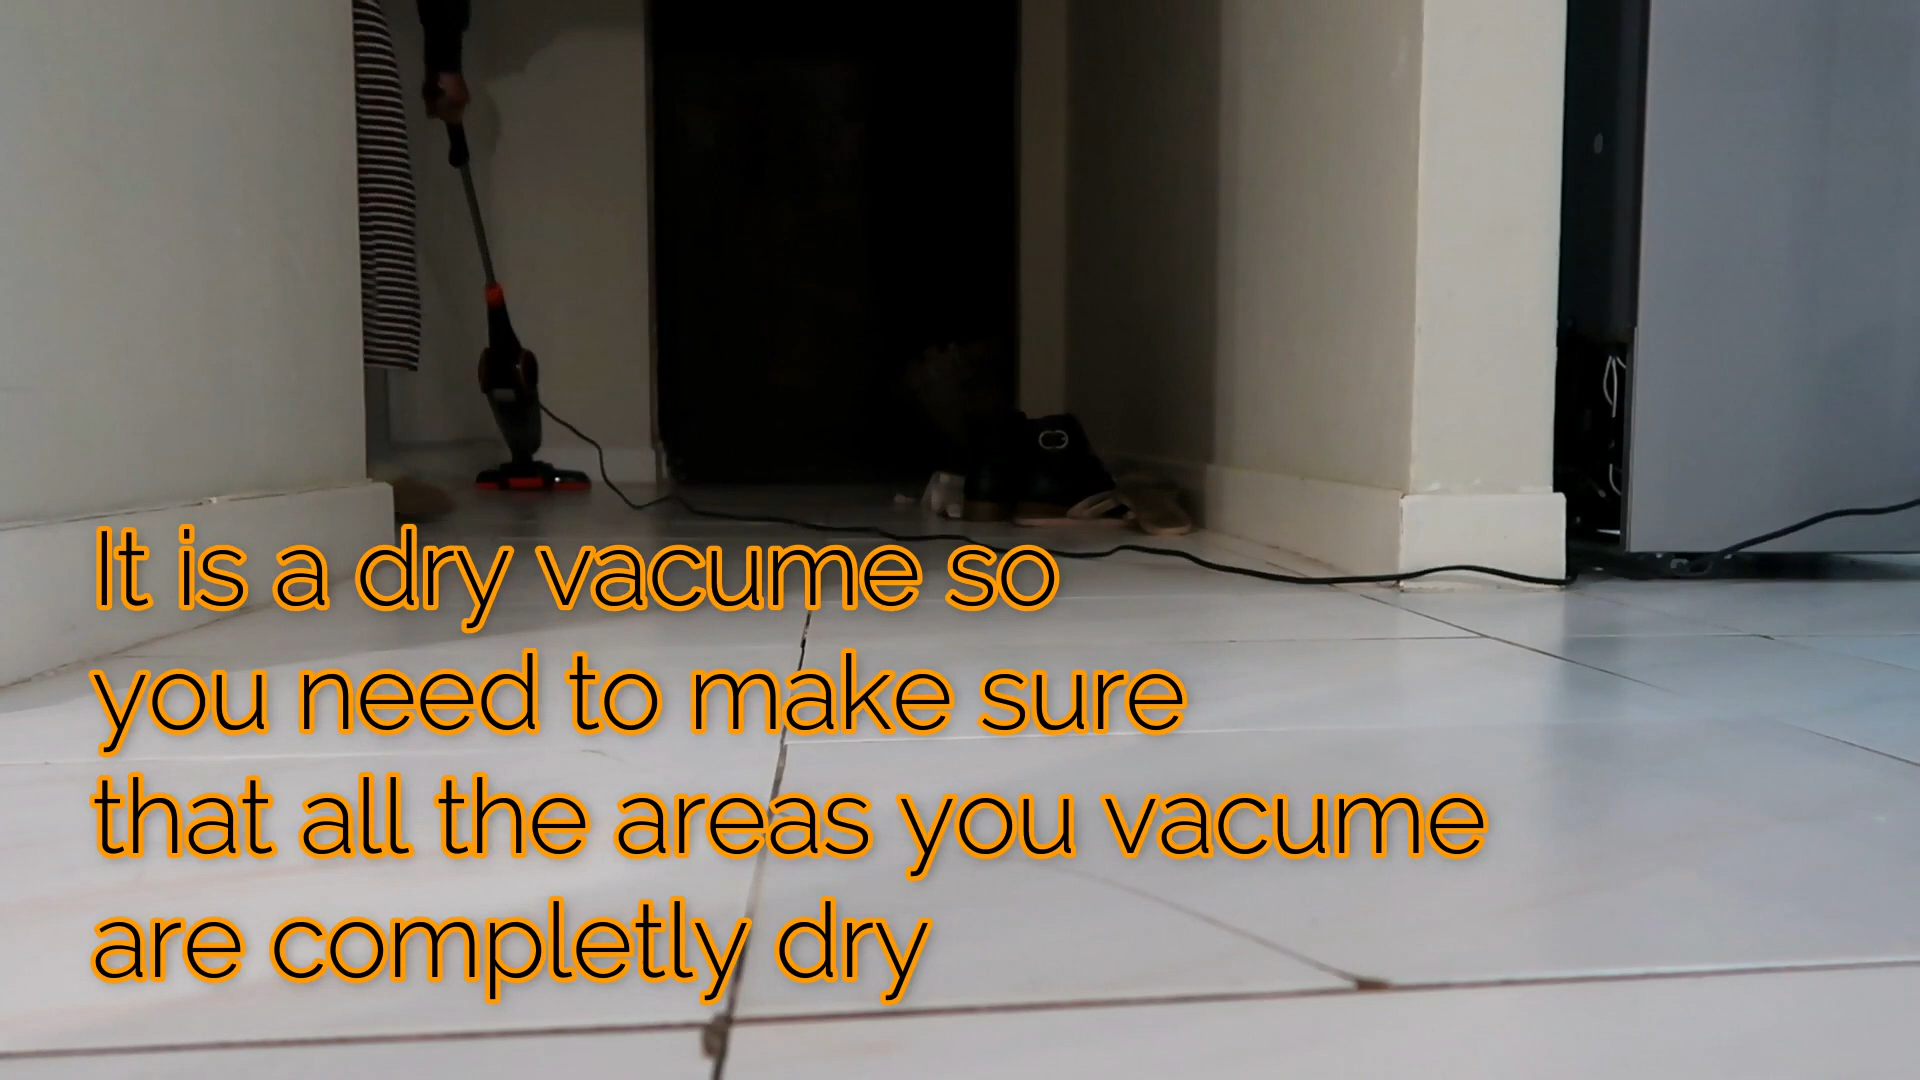 It is a dry vacume so
you need to make sure
that all the areas you vacume
are completly dry